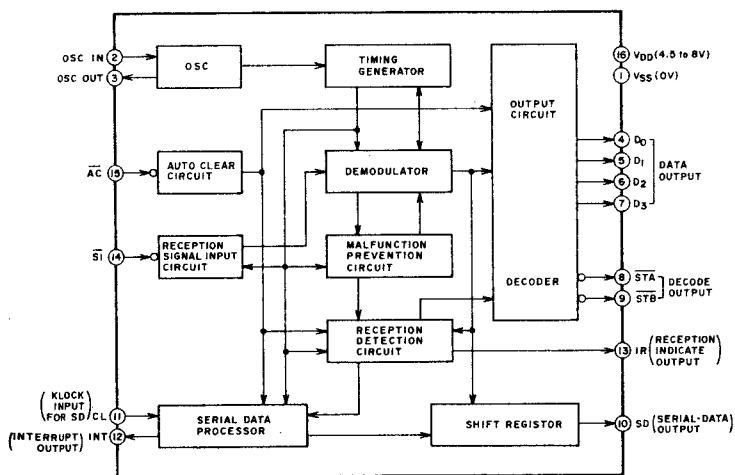 OSC IN 2
OSC OUT 3
OSC
TIMING
GENERATOR
OUTPUT
CIRCUIT
DECODER
16 VDD (4.5 to 8V)
1 VSS (0V)
4 D0
5 D1
6 D2
7 D3
DATA
OUTPUT
AC 15
AUTO CLEAR
CIRCUIT
DEMODULATOR
SI 14
RECEPTION
SIGNAL INPUT
CIRCUIT
MALFUNCTION
PREVENTION
CIRCUIT
8 STA
9 STB
DECODE
OUTPUT
RECEPTION
DETECTION
CIRCUIT
13 IR (RECEPTION
INDICATE
OUTPUT)
(KLOCK
INPUT
FOR SD) CL 11
(INTERRUPT
OUTPUT) INT 12
SERIAL DATA
PROCESSOR
SHIFT REGISTOR
10 SD (SERIAL-DATA
OUTPUT)